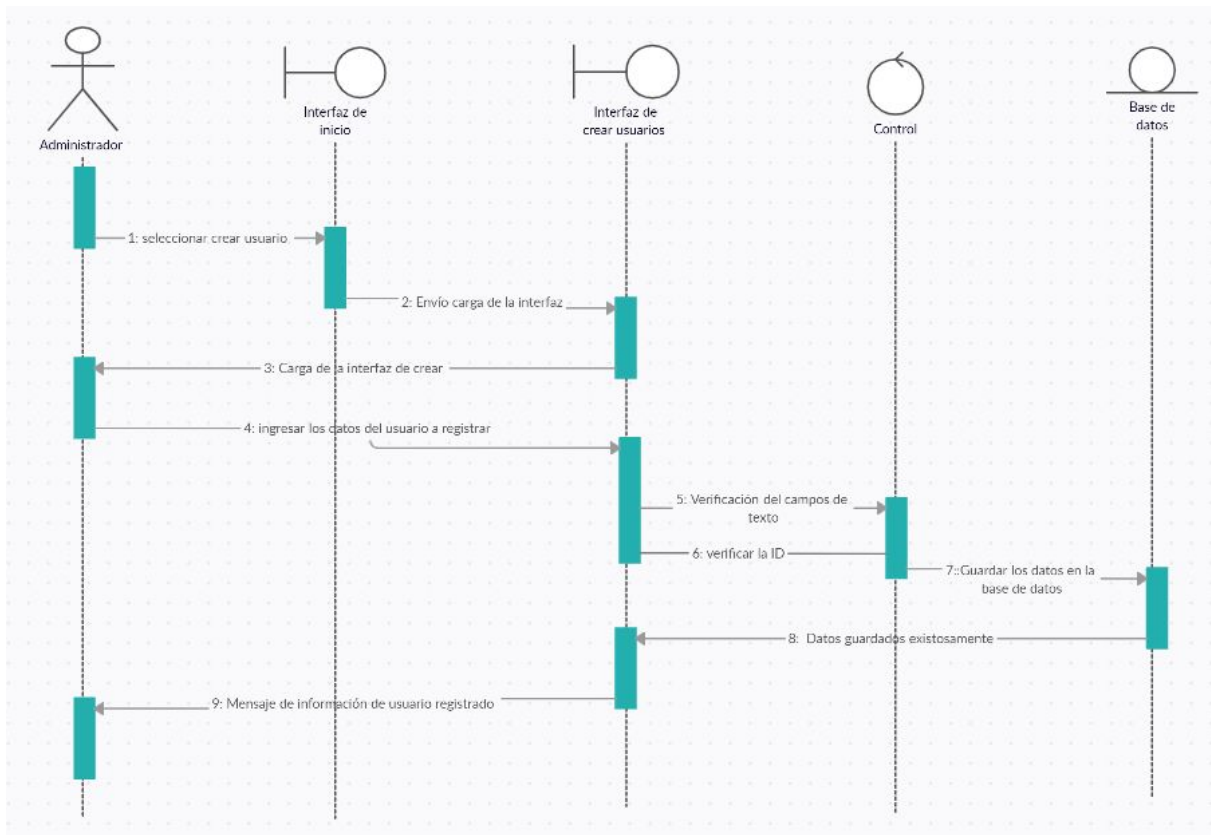 Administrador
Interfaz de
inicio
Interfaz de
crear usuarios
Control
Base de
datos
1: seleccionar crear usuario
2: Envío carga de la interfaz
3: Carga de la interfaz de crear
4: ingresar los datos del usuario a registrar
5: Verificación del campos de
texto
6: verificar la ID
7::Guardar los datos en la
base de datos
8: Datos guardados existosamente
9: Mensaje de información de usuario registrado